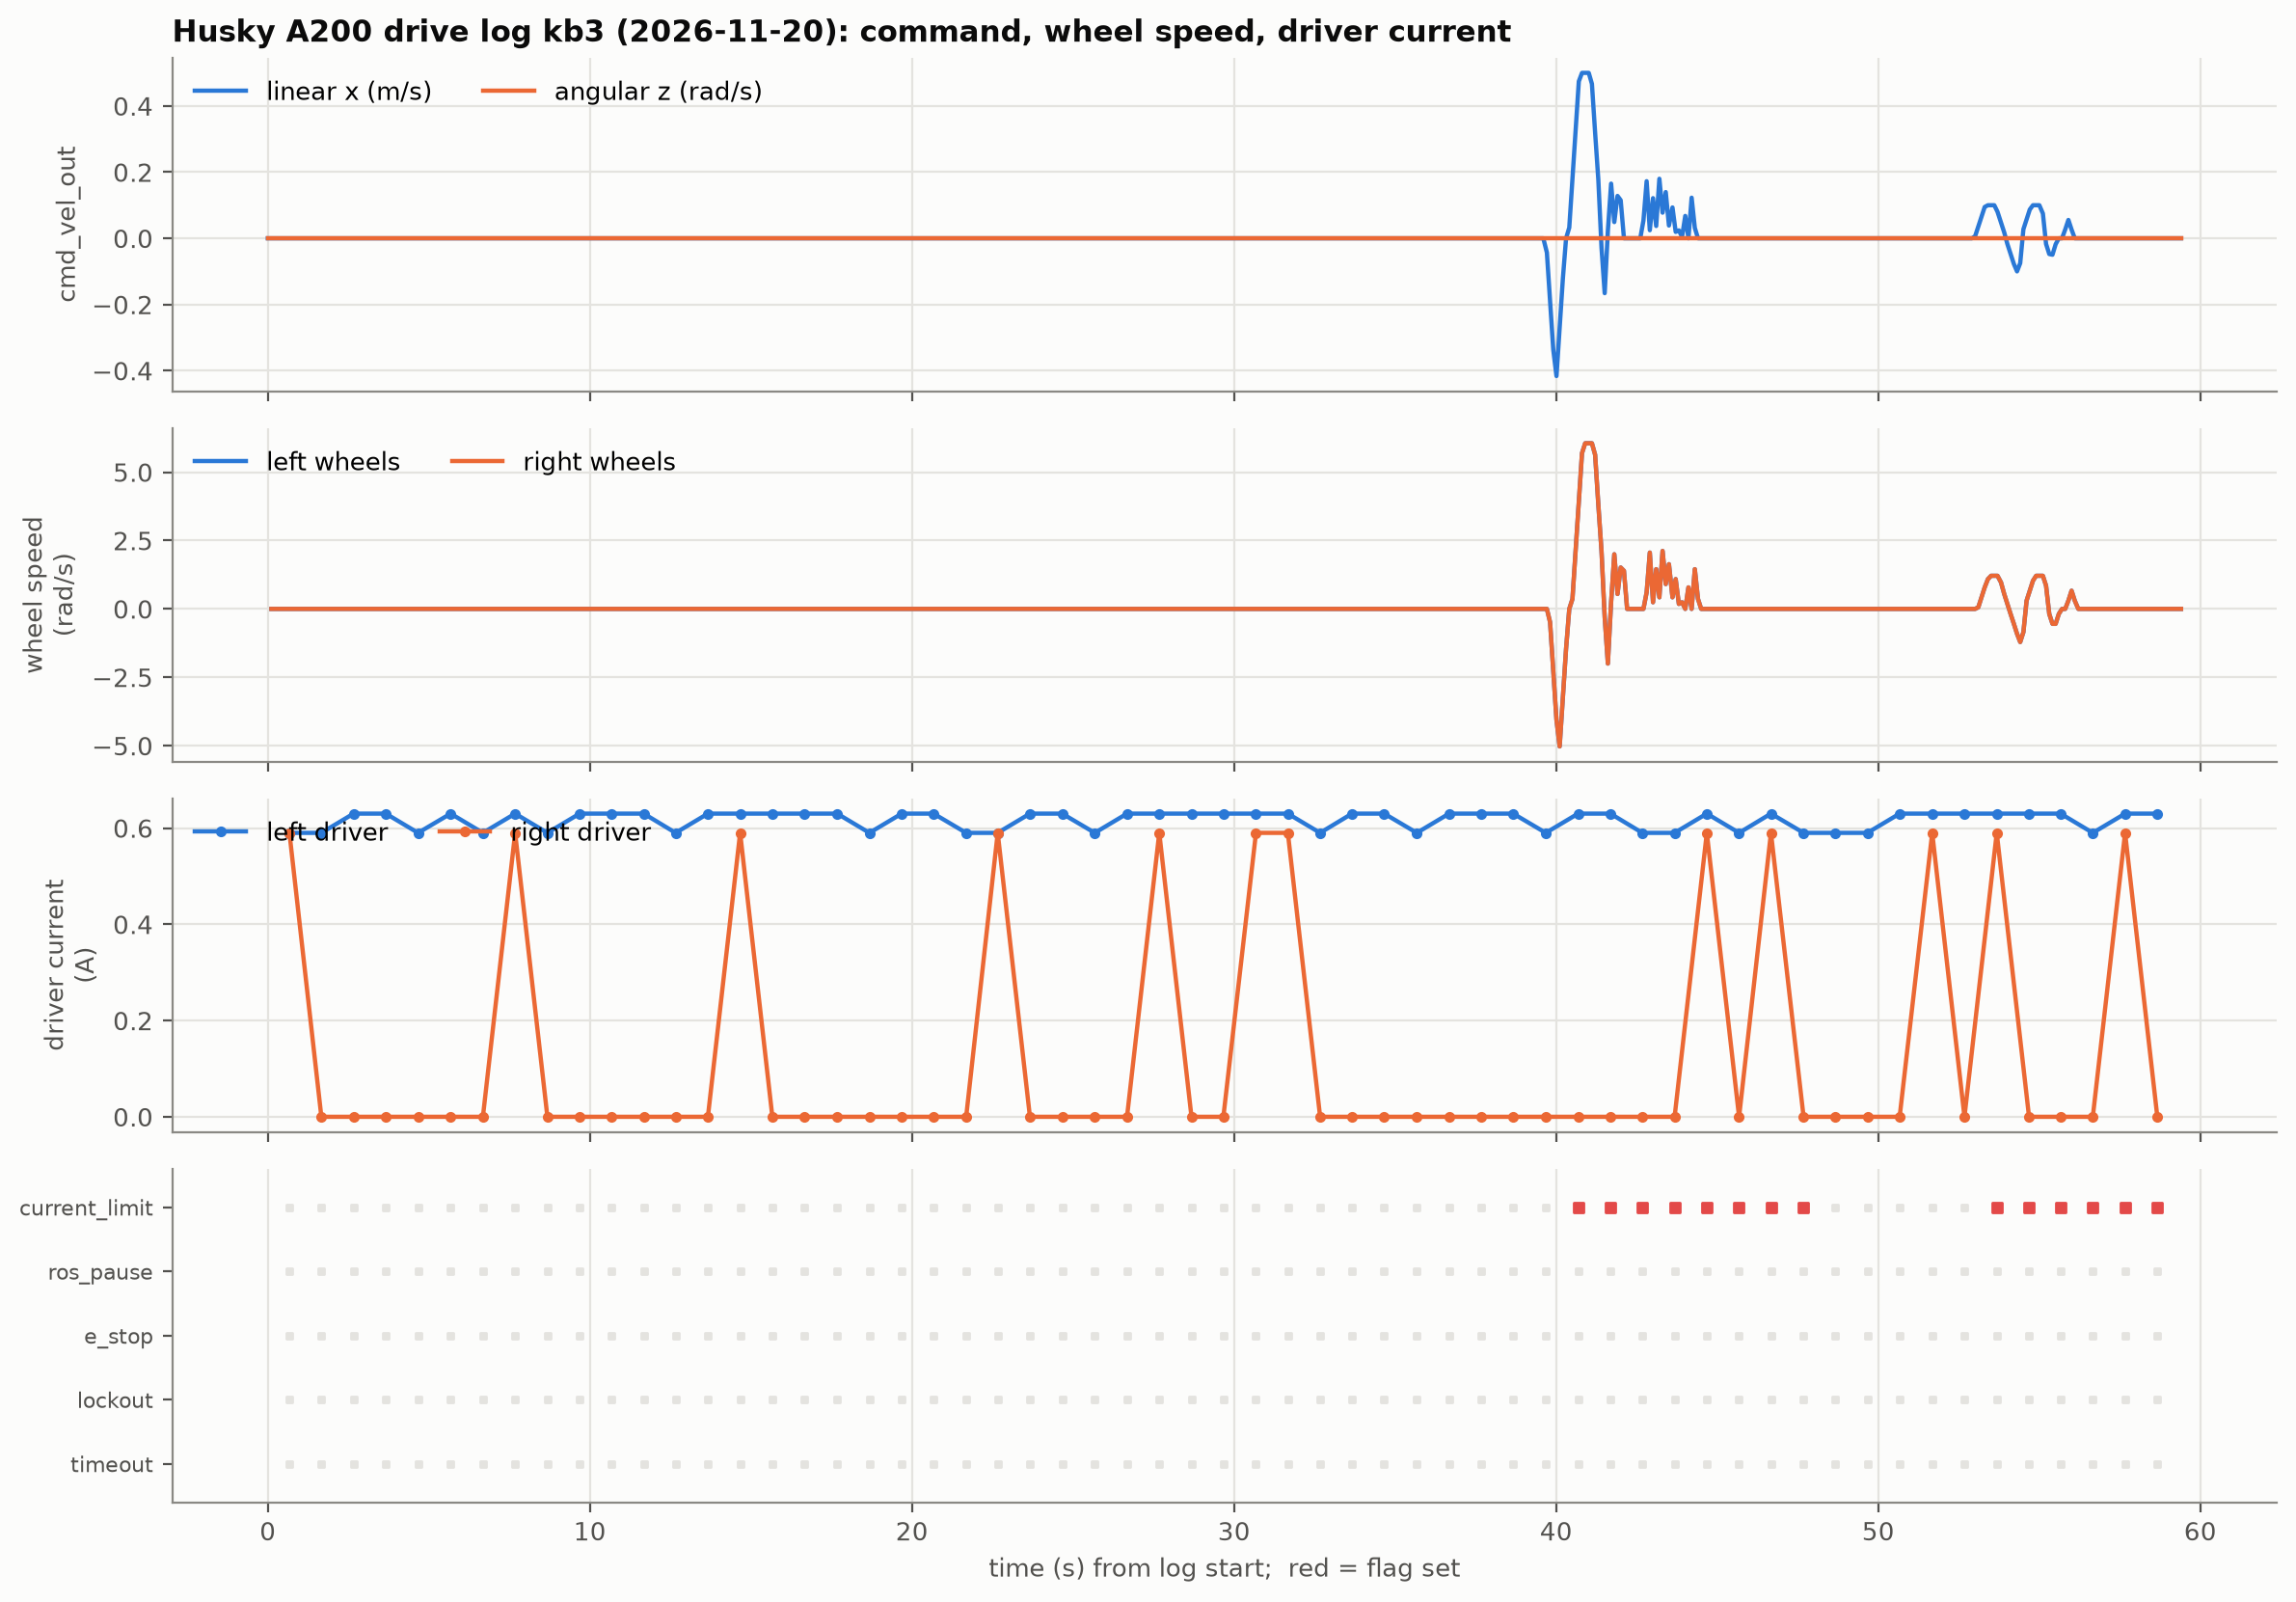 Husky A200 drive log kb3 (2026-11-20): command, wheel speed, driver current
linear x (m/s) angular z (rad/s)
cmd_vel_out
0.4
0.2
0.0
−0.2
−0.4
left wheels right wheels
wheel speed
(rad/s)
5.0
2.5
0.0
−2.5
−5.0
left driver right driver
driver current
(A)
0.6
0.4
0.2
0.0
current_limit
ros_pause
e_stop
lockout
timeout
0 10 20 30 40 50 60
time (s) from log start; red = flag set